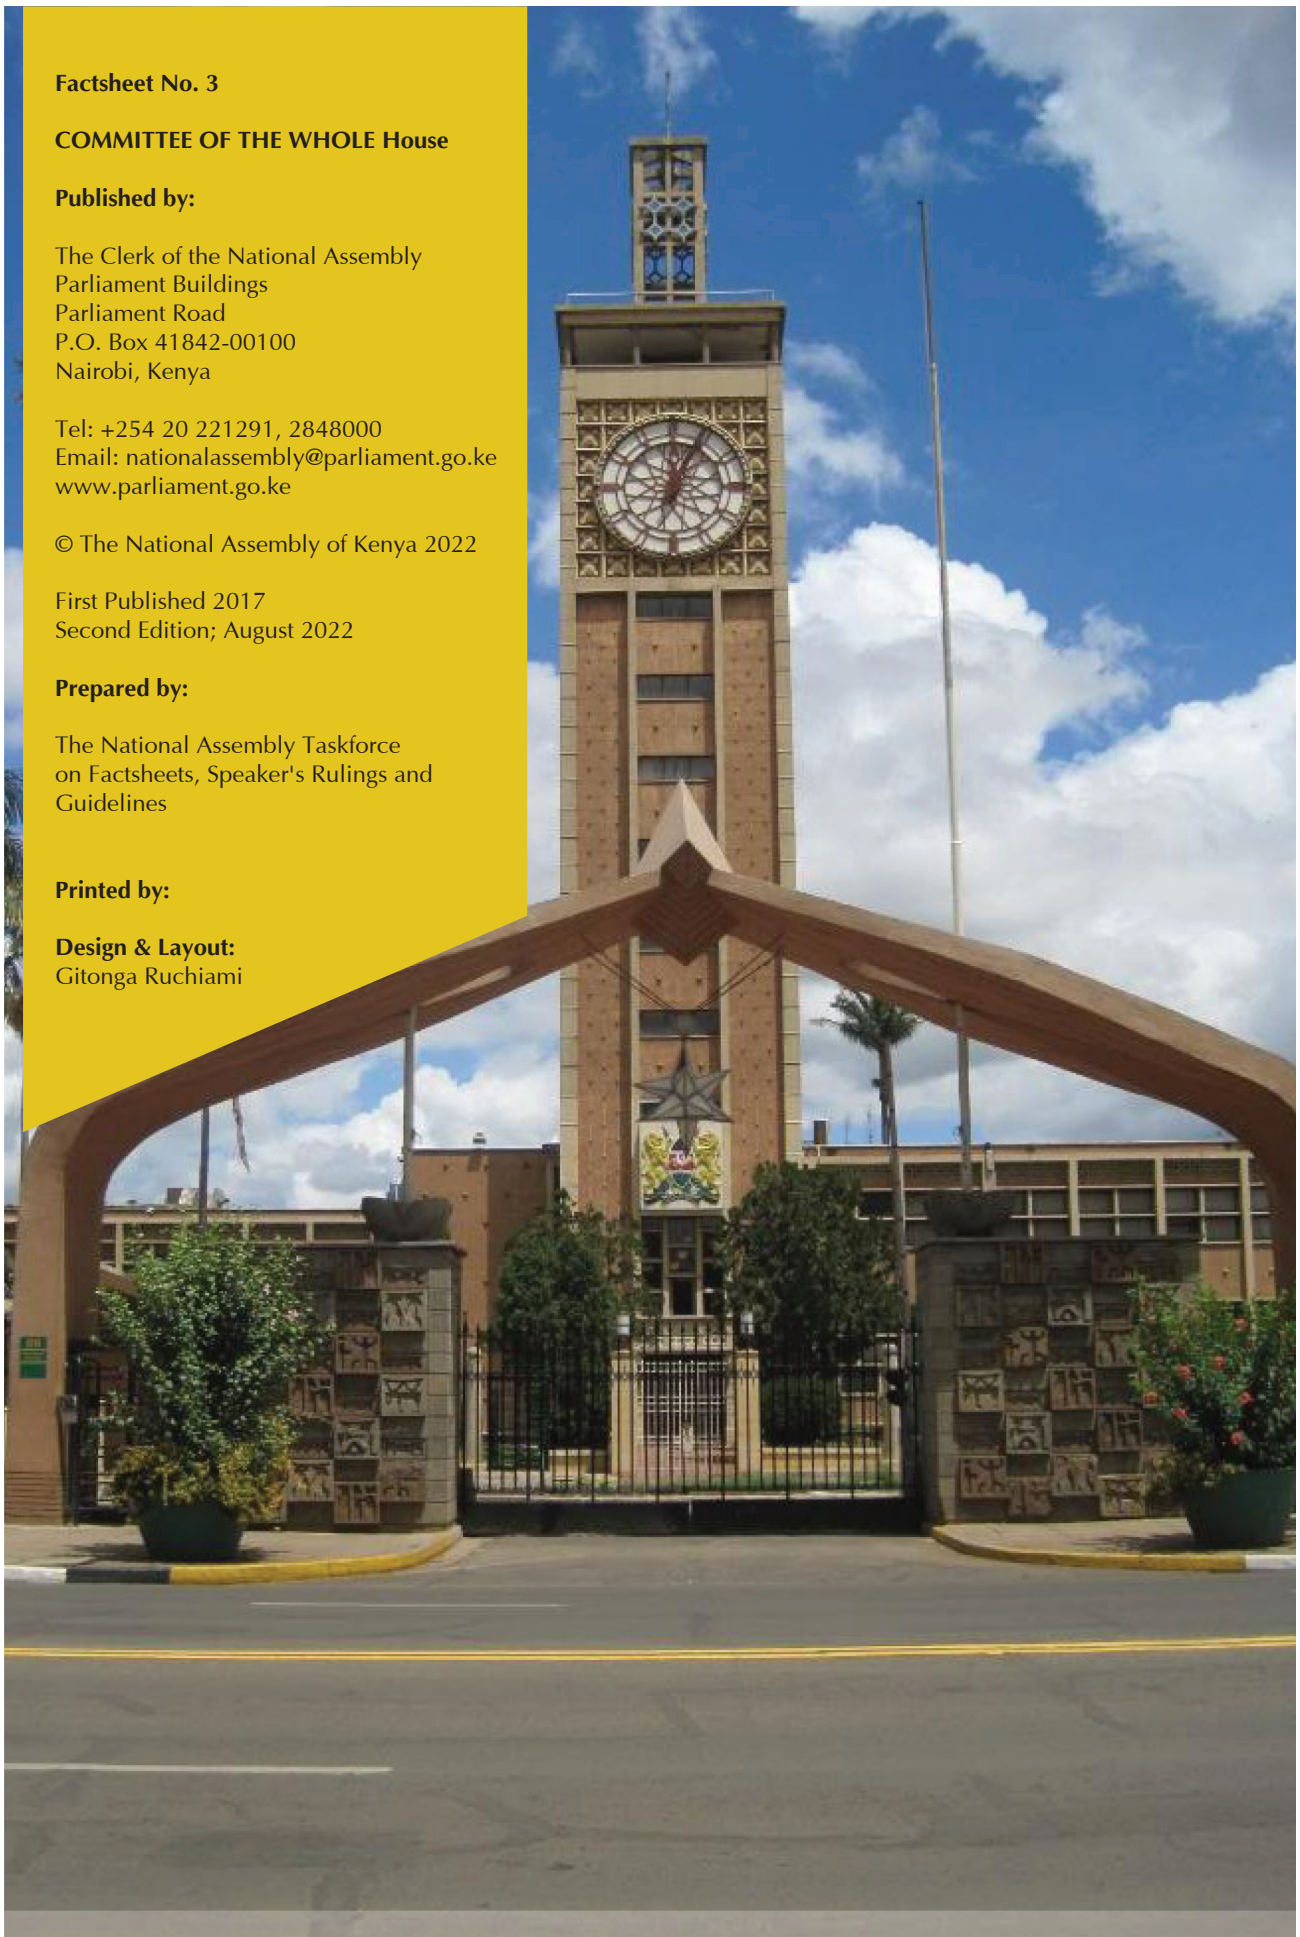 Factsheet No. 3
COMMITTEE OF THE WHOLE House
Published by:
The Clerk of the National Assembly
Parliament Buildings
Parliament Road
P.O. Box 41842-00100
Nairobi, Kenya
Tel: +254 20 221291, 2848000
Email: nationalassembly@parliament.go.ke
www.parliament.go.ke
© The National Assembly of Kenya 2022
First Published 2017
Second Edition; August 2022
Prepared by:
The National Assembly Taskforce
on Factsheets, Speaker's Rulings and
Guidelines
Printed by:
Design & Layout:
Gitonga Ruchiami